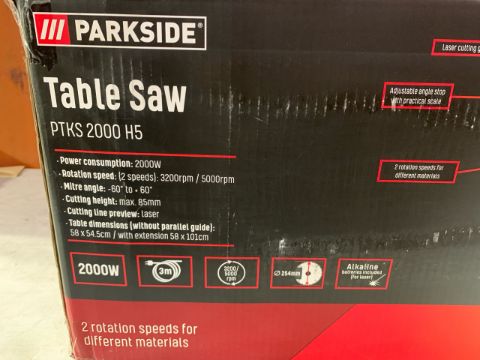 PARKSIDE®
Laser cutting
Table Saw
Adjustable angle stop
with practical scale
PTKS 2000 H5
• Power consumption: 2000W
• Rotation speed: (2 speeds): 3200rpm / 5000rpm
• Mitre angle: -60° to + 60°
• Cutting height: max. 85mm
• Cutting line preview: laser
• Table dimensions (without parallel guide):
58 x 54.5cm / with extension 58 x 101cm
2 rotation speeds for
different materials
2000W
3m
3200/
5000
rpm
Ø 254mm
Alkaline
batteries included
(for laser)
2 rotation speeds for
different materials